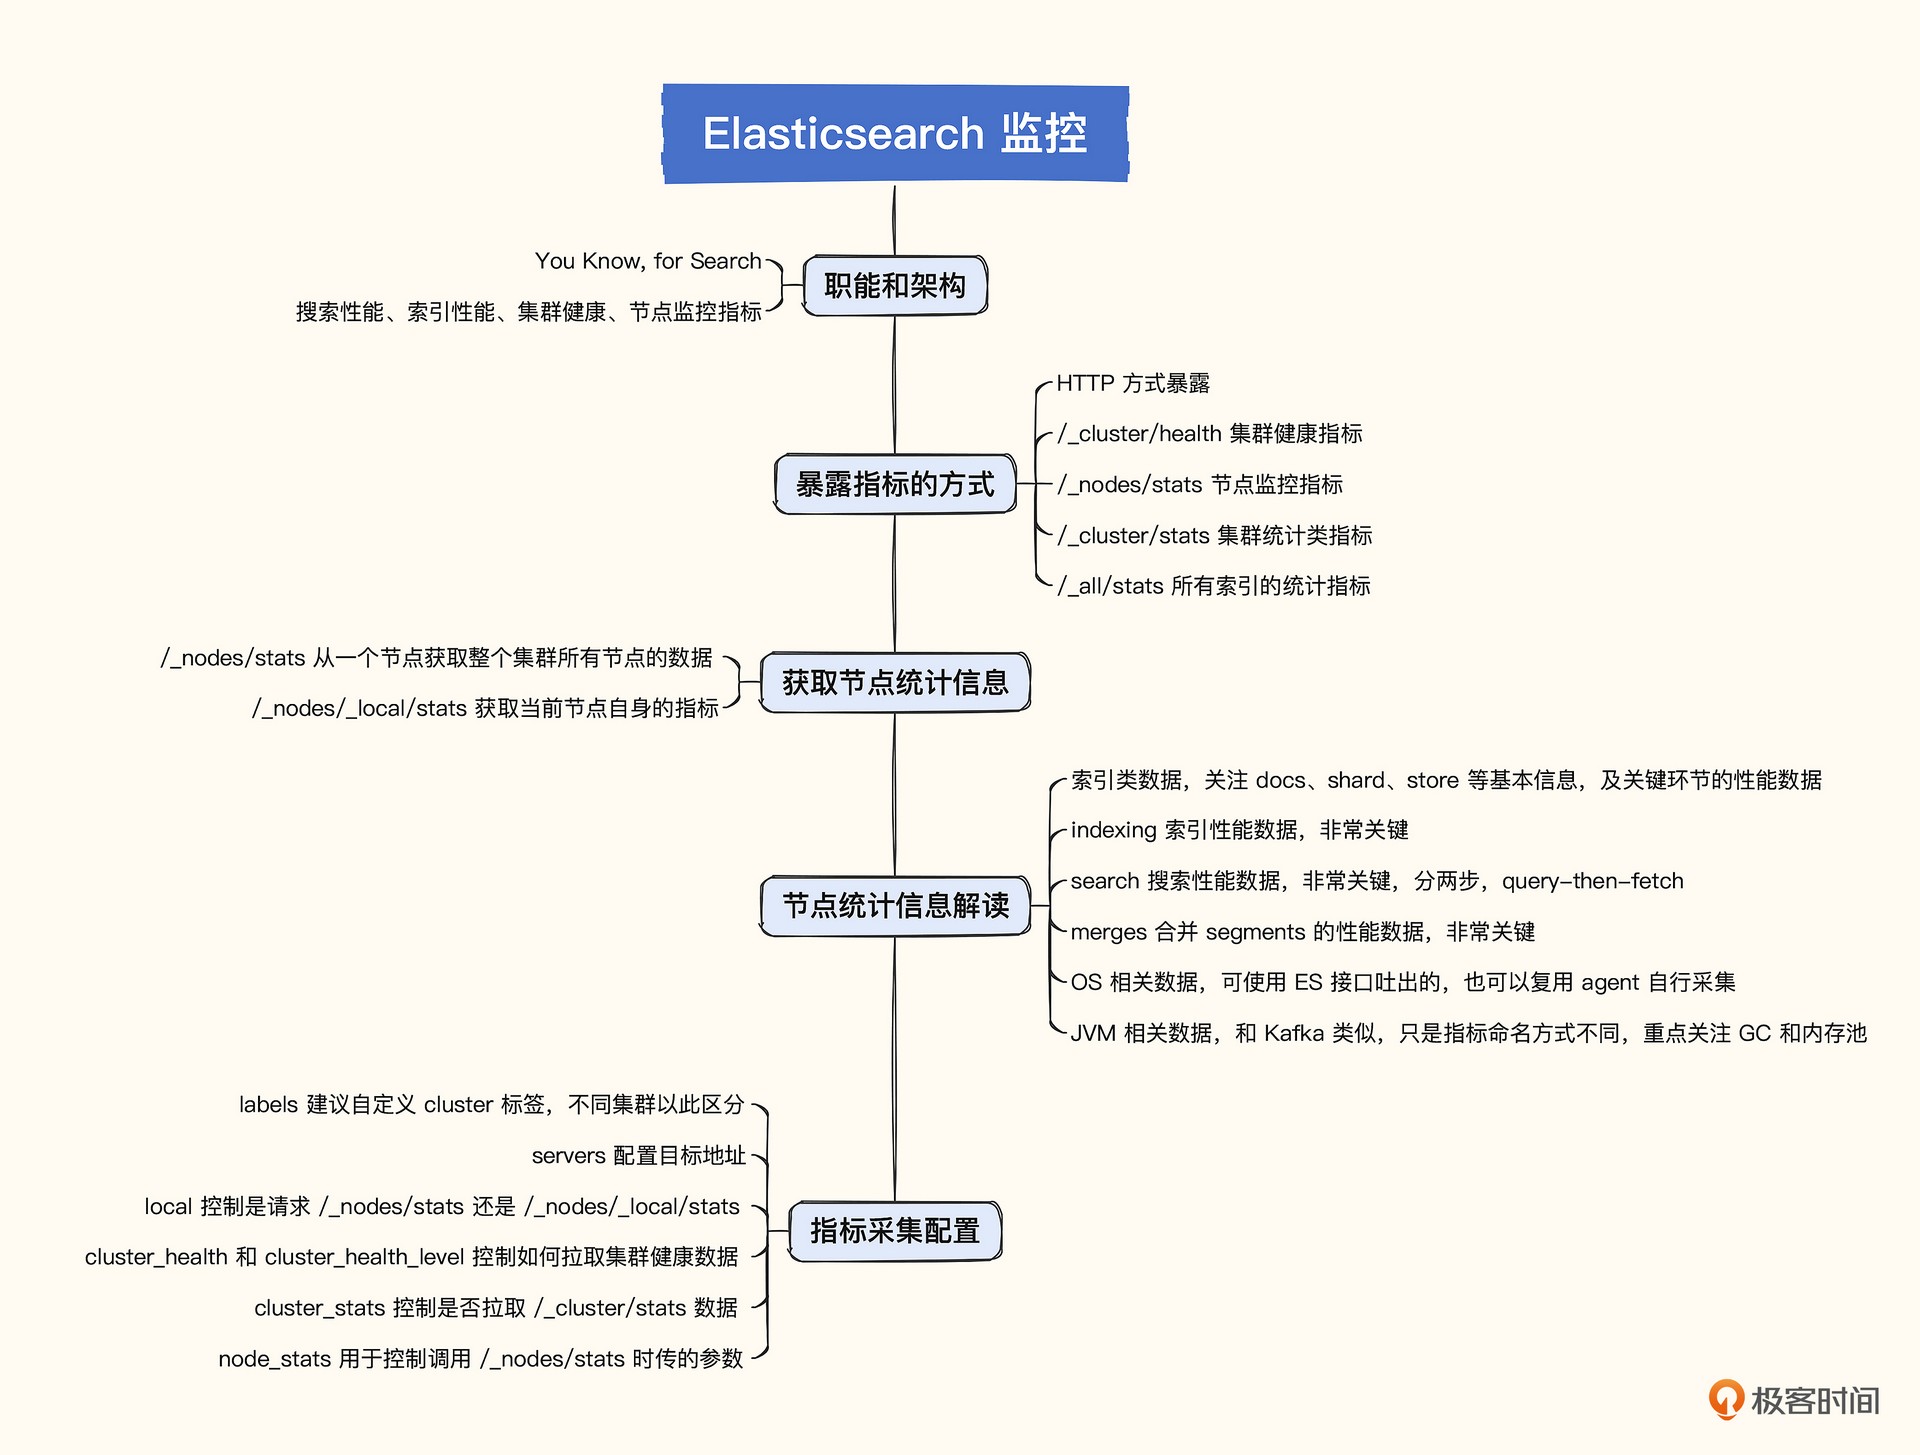 Elasticsearch 监控
职能和架构
You Know, for Search
搜索性能、索引性能、集群健康、节点监控指标
暴露指标的方式
HTTP 方式暴露
/_cluster/health 集群健康指标
/_nodes/stats 节点监控指标
/_cluster/stats 集群统计类指标
/_all/stats 所有索引的统计指标
获取节点统计信息
/_nodes/stats 从一个节点获取整个集群所有节点的数据
/_nodes/_local/stats 获取当前节点自身的指标
节点统计信息解读
索引类数据，关注 docs、shard、store 等基本信息，及关键环节的性能数据
indexing 索引性能数据，非常关键
search 搜索性能数据，非常关键，分两步，query-then-fetch
merges 合并 segments 的性能数据，非常关键
OS 相关数据，可使用 ES 接口吐出的，也可以复用 agent 自行采集
JVM 相关数据，和 Kafka 类似，只是指标命名方式不同，重点关注 GC 和内存池
指标采集配置
labels 建议自定义 cluster 标签，不同集群以此区分
servers 配置目标地址
local 控制是请求 /_nodes/stats 还是 /_nodes/_local/stats
cluster_health 和 cluster_health_level 控制如何拉取集群健康数据
cluster_stats 控制是否拉取 /_cluster/stats 数据
node_stats 用于控制调用 /_nodes/stats 时传的参数
极客时间